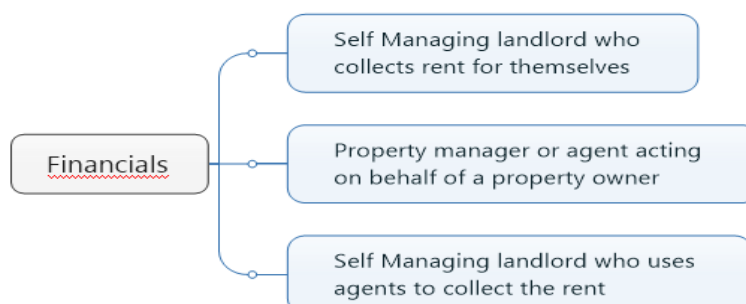 Self Managing landlord who
collects rent for themselves
Financials
Property manager or agent acting
on behalf of a property owner
Self Managing landlord who uses
agents to collect the rent